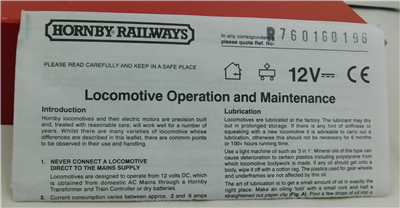 HORNBY RAILWAYS
In any correspondence
please quote Ref. No.
R760160196
PLEASE READ CAREFULLY AND KEEP IN A SAFE PLACE
12V CE
Locomotive Operation and Maintenance
Introduction
Hornby locomotives and their electric motors are precision built
and, treated with reasonable care, will work well for a number of
years. Whilst there are many varieties of locomotive whose
differences are described in this leaflet, there are common points
to be observed in their use and handling.
1. NEVER CONNECT A LOCOMOTIVE
DIRECT TO THE MAINS SUPPLY
Locomotives are designed to operate from 12 volts DC, which
is obtained from domestic AC Mains through a Hornby
Transformer and Train Controller or dry batteries.
2. Current consumption varies between approx. ·2 and ·6 amps
Lubrication
Locomotives are lubricated at the factory. The lubricant may dry
out in prolonged storage. If there is any form of stiffness or
squeaking with a new locomotive it is advisable to carry out a
lubrication, otherwise this should not be necessary for 6 months
or 100+ hours running time.
Use a light machine oil such as '3 in 1'. Mineral oils of this type can
cause deterioration to certain plastics including polystyrene from
which locomotive bodywork is made. If any oil should get onto a
body, wipe it off with a cotton rag. The plastics used for gear wheels
and underframes are not affected by this oil.
The art of lubrication is to get a small amount of oil in exactly the
right place. Make an oiling 'tool' with a small cork and half a
straightened out paper clip (Fig. A). Pour a few drops of oil into a